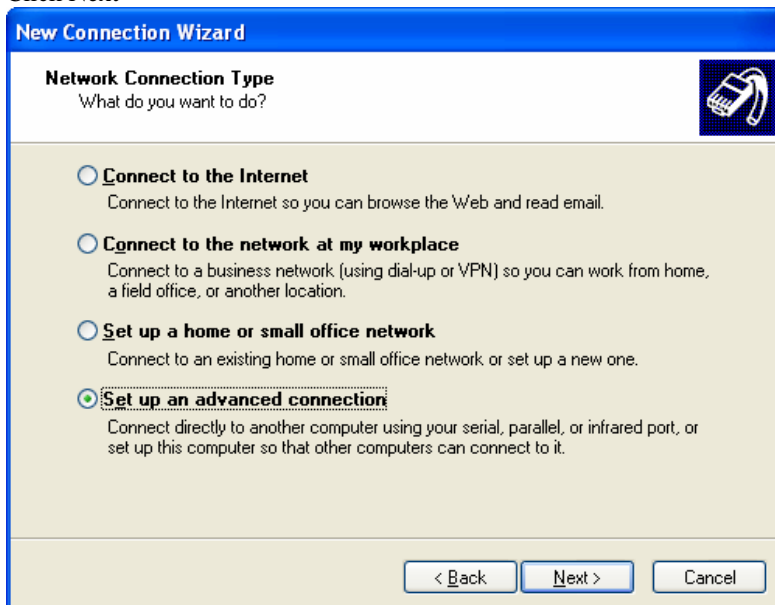 New Connection Wizard
Network Connection Type
What do you want to do?
Connect to the Internet
Connect to the Internet so you can browse the Web and read email.
Connect to the network at my workplace
Connect to a business network (using dial-up or VPN) so you can work from home,
a field office, or another location.
Set up a home or small office network
Connect to an existing home or small office network or set up a new one.
Set up an advanced connection
Connect directly to another computer using your serial, parallel, or infrared port, or
set up this computer so that other computers can connect to it.
< Back Next > Cancel